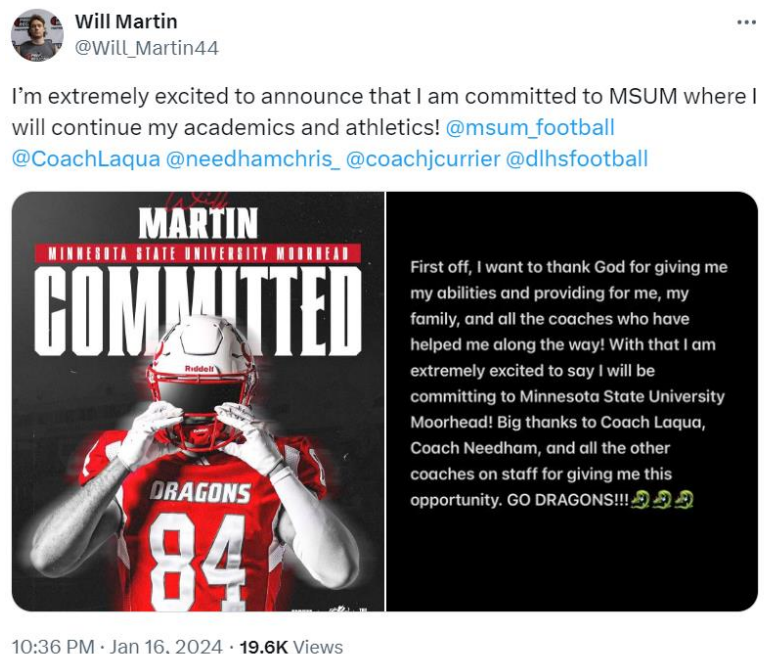 Will Martin
@Will_Martin44
I'm extremely excited to announce that I am committed to MSUM where I
will continue my academics and athletics! @msum_football
@CoachLaqua @needhamchris_ @coachjcurrier @dlhsfootball
Will
MARTIN
MINNESOTA STATE UNIVERSITY MOORHEAD
COMMITTED
Riddell
DRAGONS
84
First off, I want to thank God for giving me
my abilities and providing for me, my
family, and all the coaches who have
helped me along the way! With that I am
extremely excited to say I will be
committing to Minnesota State University
Moorhead! Big thanks to Coach Laqua,
Coach Needham, and all the other
coaches on staff for giving me this
opportunity. GO DRAGONS!!!🐉🐉🐉
10:36 PM · Jan 16, 2024 · 19.6K Views